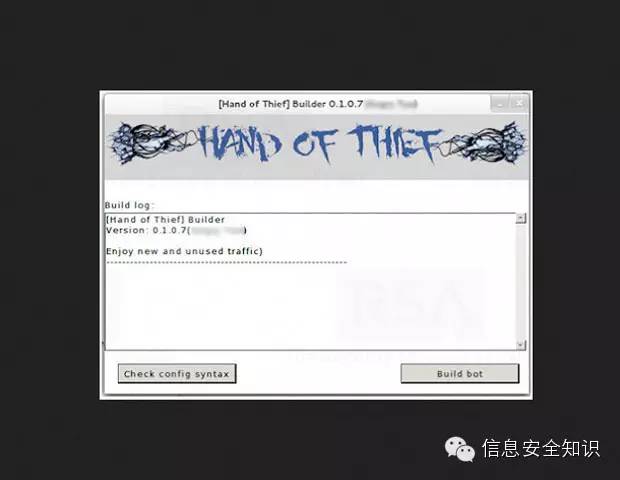 [Hand of Thief] Builder 0.1.0.7
HAND OF THIEF
Build log:
[Hand of Thief] Builder
Version: 0.1.0.7( )
Enjoy new and unused traffic)
--------------------------------------------------
RSA
Check config syntax
Build bot
信息安全知识